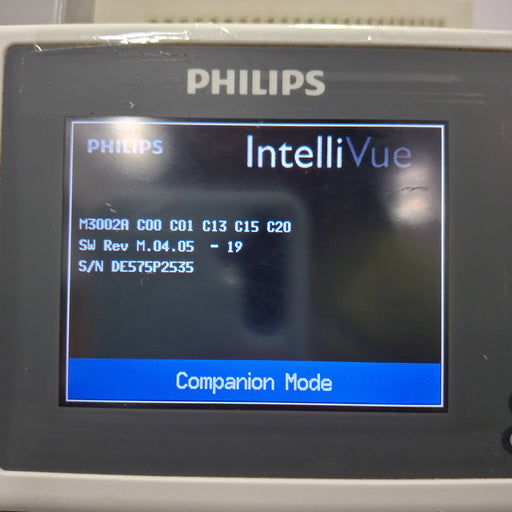 PHILIPS
PHILIPS IntelliVue
M3002A C00 C01 C13 C15 C20
SW Rev M.04.05 - 19
S/N DE575P2535
Companion Mode